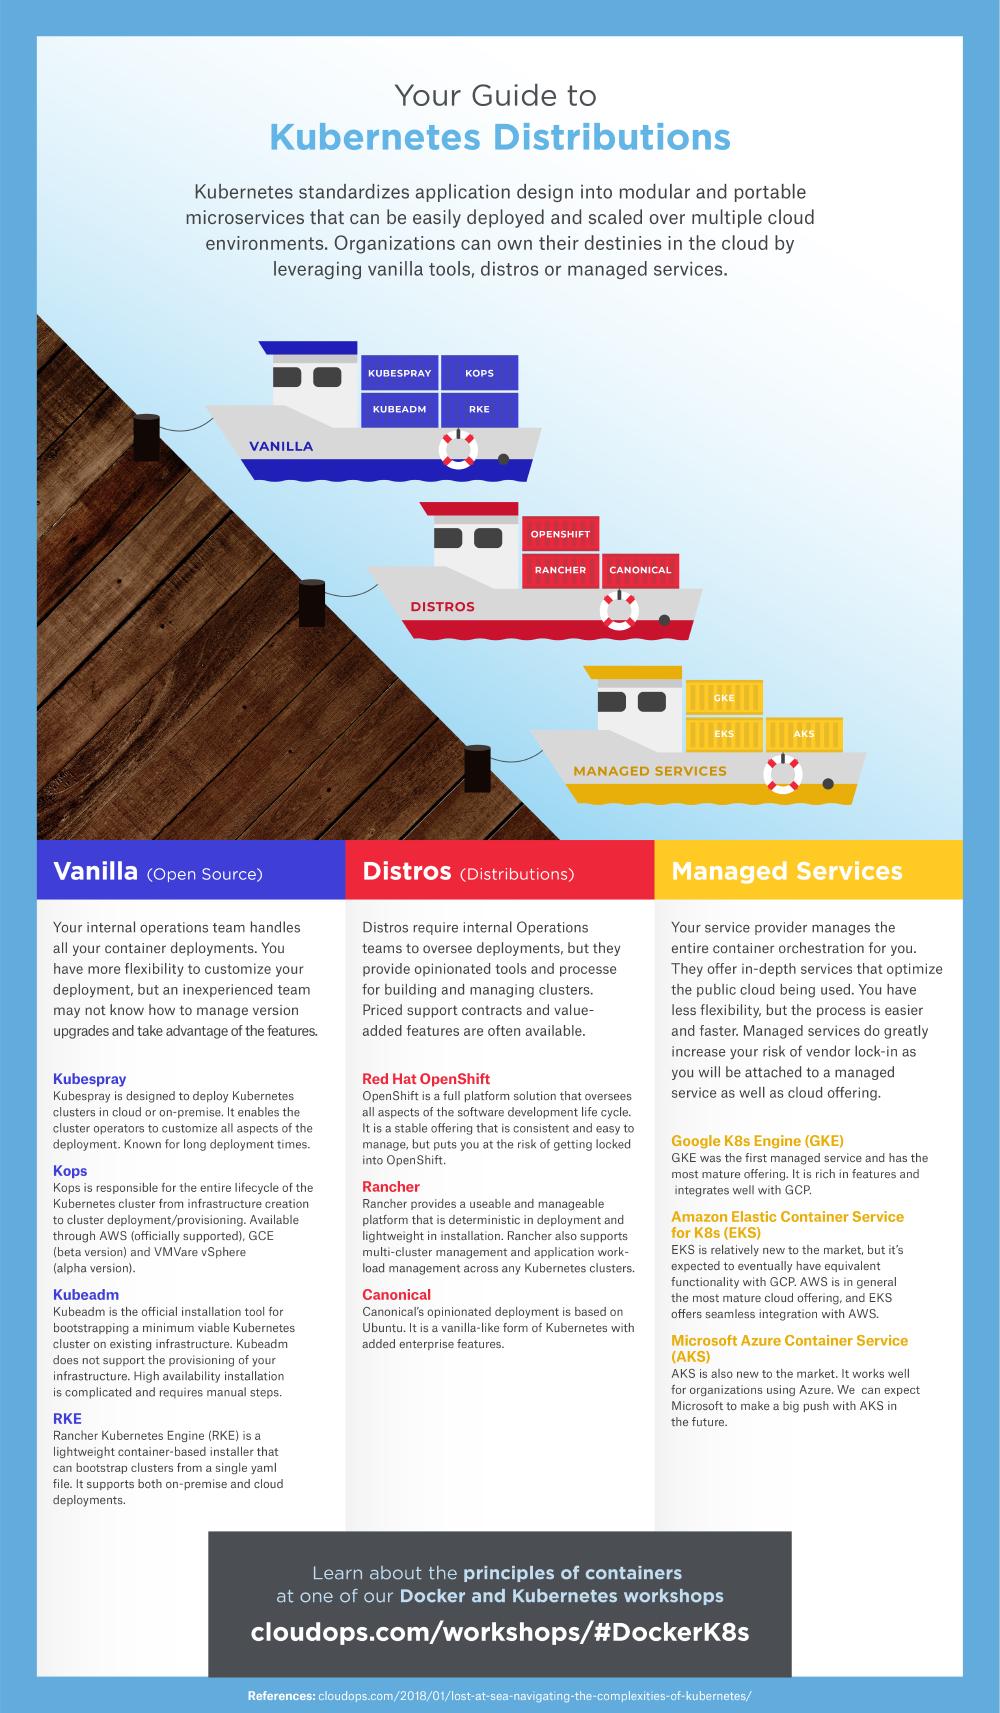 Your Guide to
Kubernetes Distributions
Kubernetes standardizes application design into modular and portable
microservices that can be easily deployed and scaled over multiple cloud
environments. Organizations can own their destinies in the cloud by
leveraging vanilla tools, distros or managed services.
KUBESPRAY
KOPS
KUBEADM
RKE
VANILLA
OPENSHIFT
RANCHER
CANONICAL
DISTROS
GKE
EKS
AKS
MANAGED SERVICES
Vanilla (Open Source)
Your internal operations team handles
all your container deployments. You
have more flexibility to customize your
deployment, but an inexperienced team
may not know how to manage version
upgrades and take advantage of the features.
Kubespray
Kubespray is designed to deploy Kubernetes
clusters in cloud or on-premise. It enables the
cluster operators to customize all aspects of the
deployment. Known for long deployment times.
Kops
Kops is responsible for the entire lifecycle of the
Kubernetes cluster from infrastructure creation
to cluster deployment/provisioning. Available
through AWS (officially supported), GCE
(beta version) and VMVare vSphere
(alpha version).
Kubeadm
Kubeadm is the official installation tool for
bootstrapping a minimum viable Kubernetes
cluster on existing infrastructure. Kubeadm
does not support the provisioning of your
infrastructure. High availability installation
is complicated and requires manual steps.
RKE
Rancher Kubernetes Engine (RKE) is a
lightweight container-based installer that
can bootstrap clusters from a single yaml
file. It supports both on-premise and cloud
deployments.
Distros (Distributions)
Distros require internal Operations
teams to oversee deployments, but they
provide opinionated tools and processe
for building and managing clusters.
Priced support contracts and value-
added features are often available.
Red Hat OpenShift
OpenShift is a full platform solution that oversees
all aspects of the software development life cycle.
It is a stable offering that is consistent and easy to
manage, but puts you at the risk of getting locked
into OpenShift.
Rancher
Rancher provides a useable and manageable
platform that is deterministic in deployment and
lightweight in installation. Rancher also supports
multi-cluster management and application work-
load management across any Kubernetes clusters.
Canonical
Canonical's opinionated deployment is based on
Ubuntu. It is a vanilla-like form of Kubernetes with
added enterprise features.
Managed Services
Your service provider manages the
entire container orchestration for you.
They offer in-depth services that optimize
the public cloud being used. You have
less flexibility, but the process is easier
and faster. Managed services do greatly
increase your risk of vendor lock-in as
you will be attached to a managed
service as well as cloud offering.
Google K8s Engine (GKE)
GKE was the first managed service and has the
most mature offering. It is rich in features and
integrates well with GCP.
Amazon Elastic Container Service
for K8s (EKS)
EKS is relatively new to the market, but it's
expected to eventually have equivalent
functionality with GCP. AWS is in general
the most mature cloud offering, and EKS
offers seamless integration with AWS.
Microsoft Azure Container Service
(AKS)
AKS is also new to the market. It works well
for organizations using Azure. We can expect
Microsoft to make a big push with AKS in
the future.
Learn about the principles of containers
at one of our Docker and Kubernetes workshops
cloudops.com/workshops/#DockerK8s
References: cloudops.com/2018/01/lost-at-sea-navigating-the-complexities-of-kubernetes/